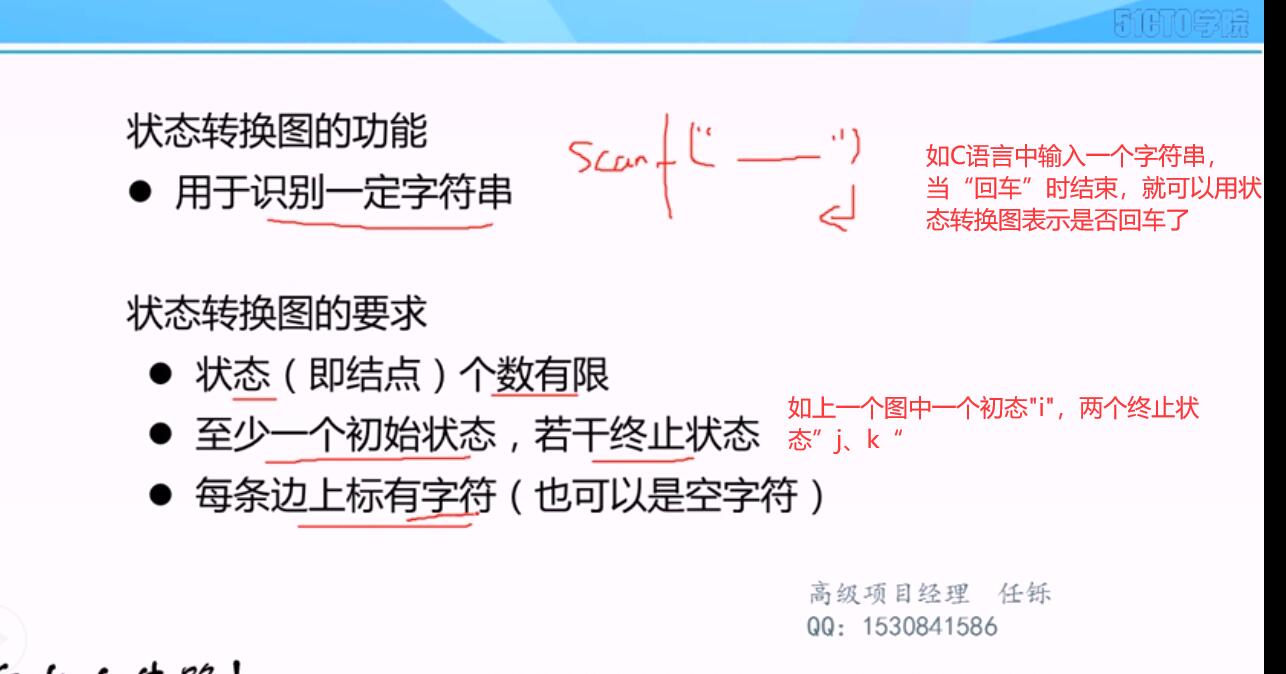 51CTO学院
状态转换图的功能
● 用于识别一定字符串
scanf(“ ”)
如C语言中输入一个字符串，
当“回车”时结束，就可以用状
态转换图表示是否回车了
状态转换图的要求
● 状态（即结点）个数有限
● 至少一个初始状态，若干终止状态
如上一个图中一个初态"i"，两个终止状
态”j、k“
● 每条边上标有字符（也可以是空字符）
高级项目经理 任铄
QQ：1530841586